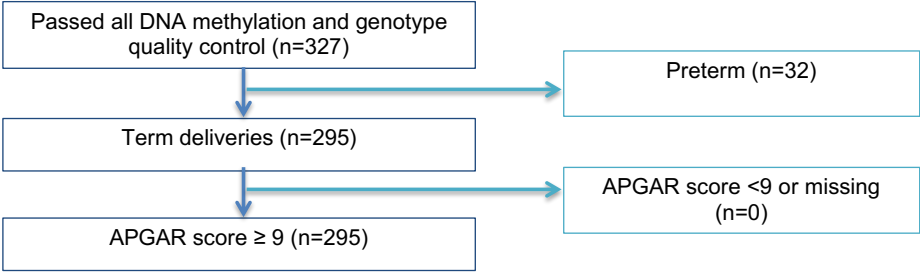 Passed all DNA methylation and genotype
quality control (n=327)
Preterm (n=32)
Term deliveries (n=295)
APGAR score <9 or missing
(n=0)
APGAR score ≥ 9 (n=295)